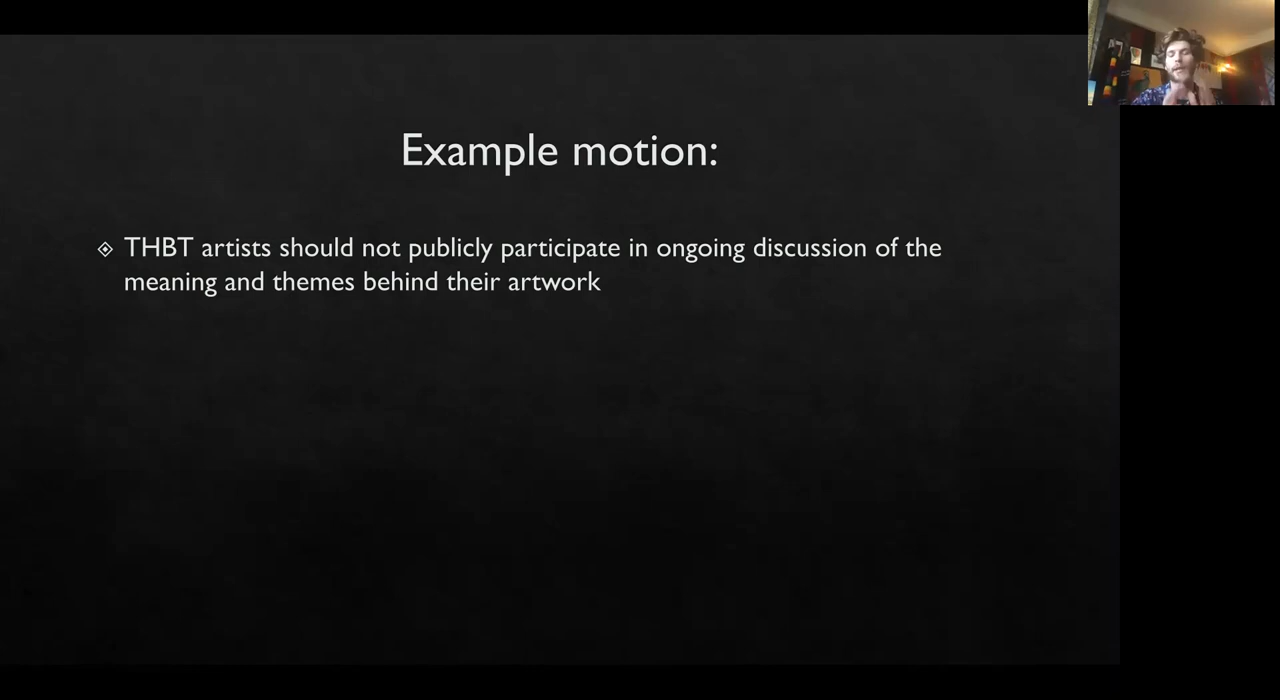 Example motion:
THBT artists should not publicly participate in ongoing discussion of the
meaning and themes behind their artwork